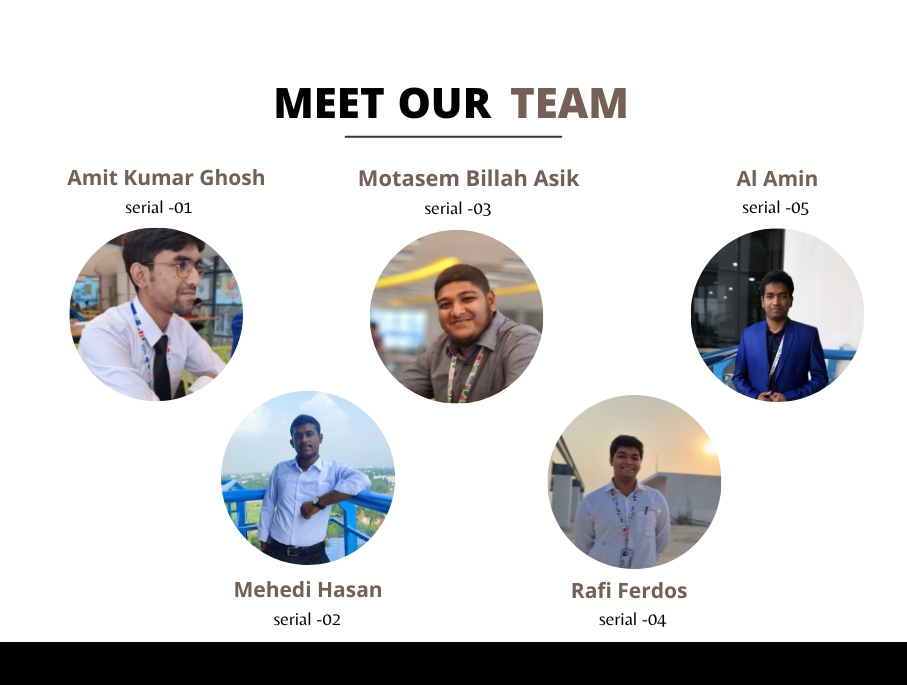 MEET OUR TEAM
Amit Kumar Ghosh
serial -01
Motasem Billah Asik
serial -03
Al Amin
serial -05
Mehedi Hasan
serial -02
Rafi Ferdos
serial -04